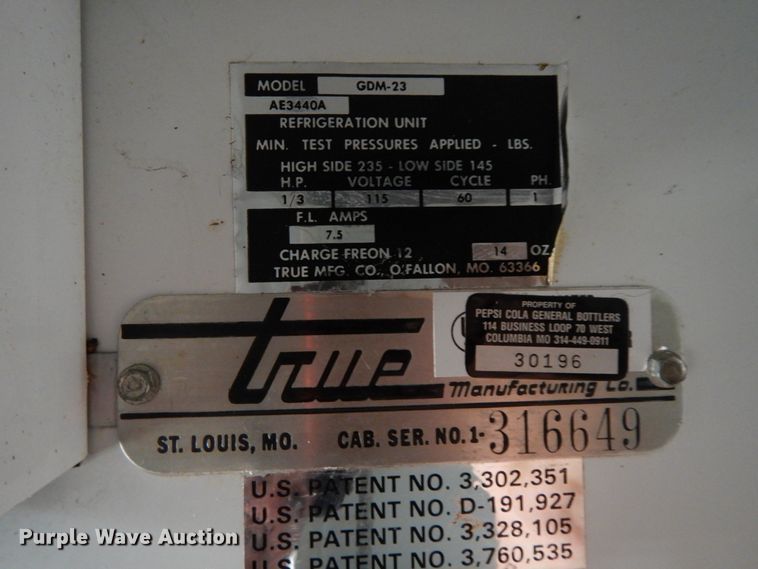 MODEL GDM-23
AE3440A
REFRIGERATION UNIT
MIN. TEST PRESSURES APPLIED - LBS.
HIGH SIDE 235 - LOW SIDE 145
H.P. VOLTAGE CYCLE PH.
1/3 115 60 1
F.L. AMPS
7.5
CHARGE FREON 12 14 OZ
TRUE MFG. CO., O'FALLON, MO. 63366
PROPERTY OF
PEPSI COLA GENERAL BOTTLERS
114 BUSINESS LOOP 70 WEST
COLUMBIA MO 314-449-0911
30196
true
Manufacturing Co.
ST. LOUIS, MO. CAB. SER. NO. 1- 316649
U.S. PATENT NO. 3,302,351
U.S. PATENT NO. D-191,927
U.S. PATENT NO. 3,328,105
U.S. PATENT NO. 3,760,535
Purple Wave Auction